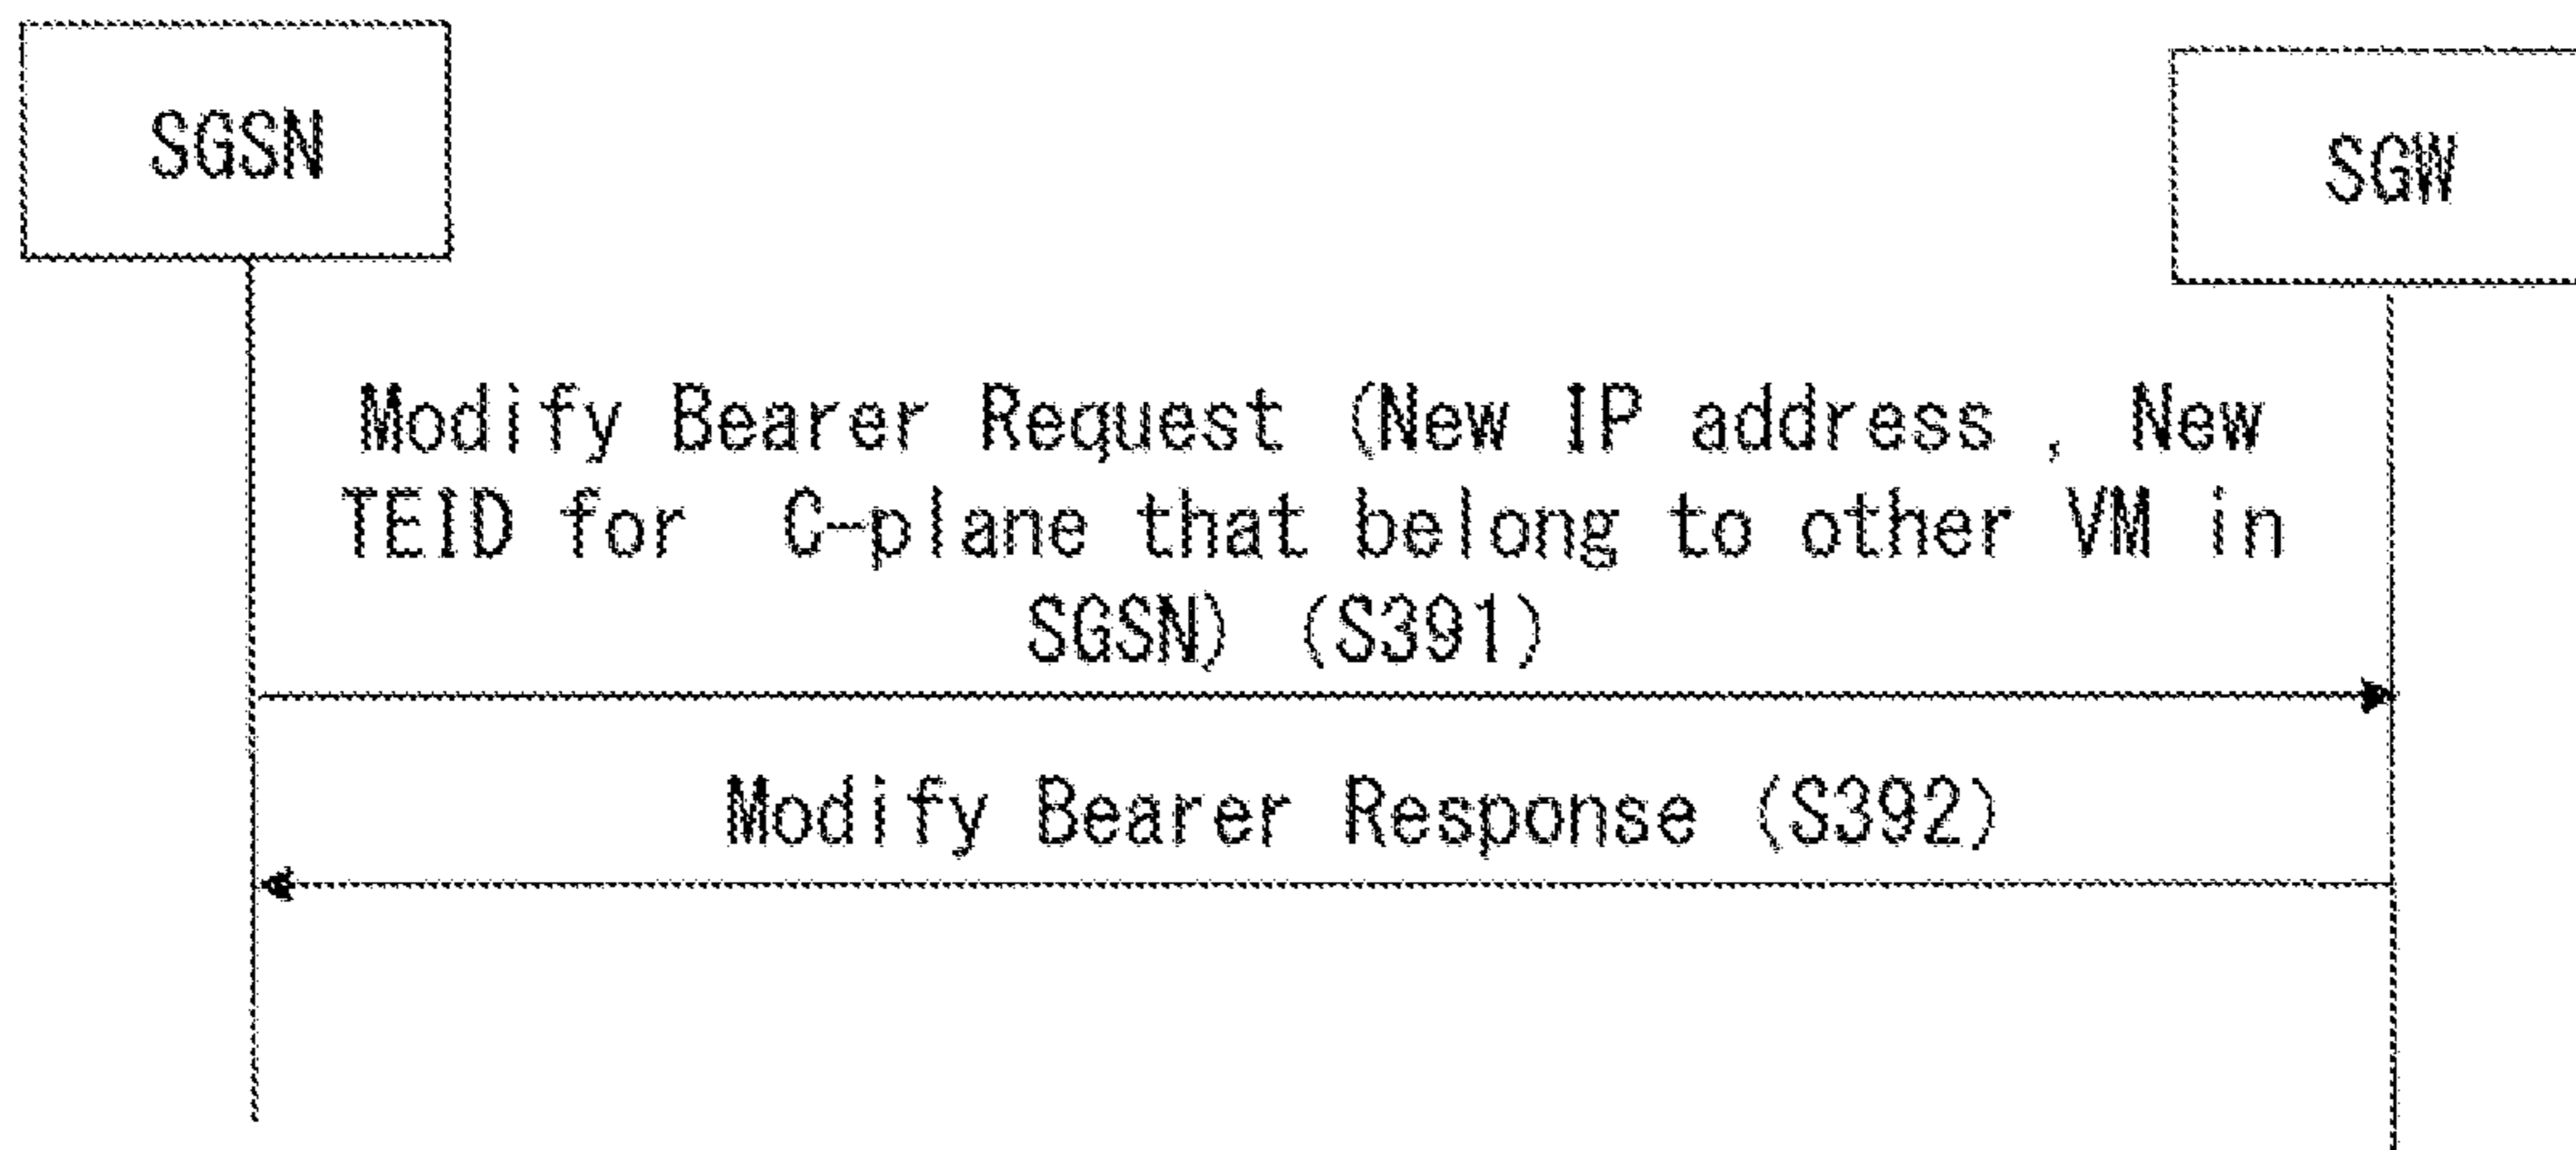 SGSN
SGW
Modify Bearer Request (New IP address , New
TEID for C-plane that belong to other VM in
SGSN) (S391)
Modify Bearer Response (S392)